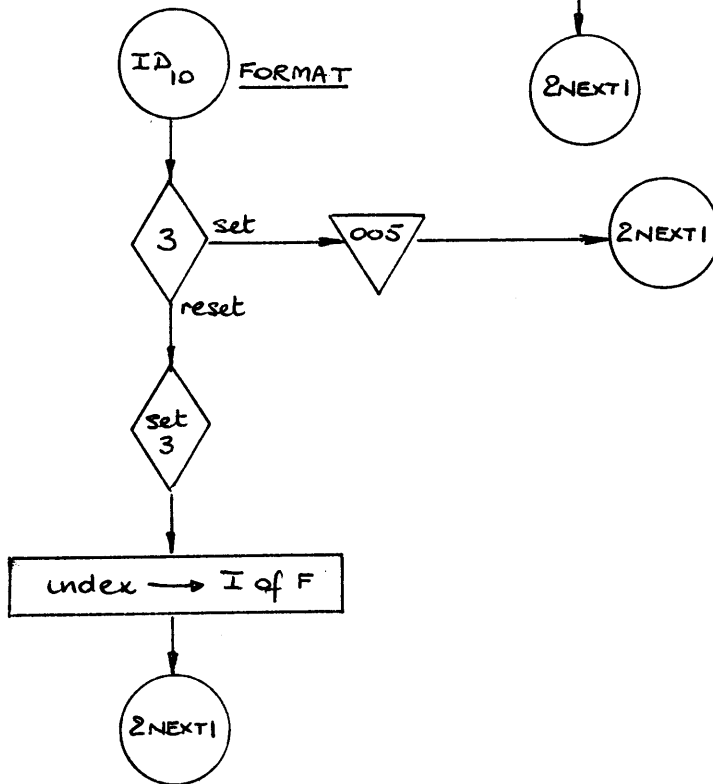 ID10
FORMAT
2NEXT1
3
set
005
2NEXT1
reset
set
3
index → I of F
2NEXT1